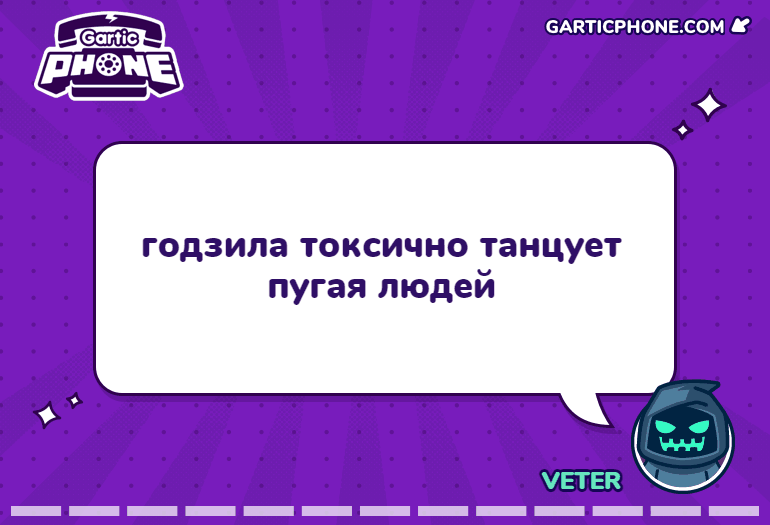 Gartic
PHONE
GARTICPHONE.COM
годзила токсично танцует
пугая людей
VETER